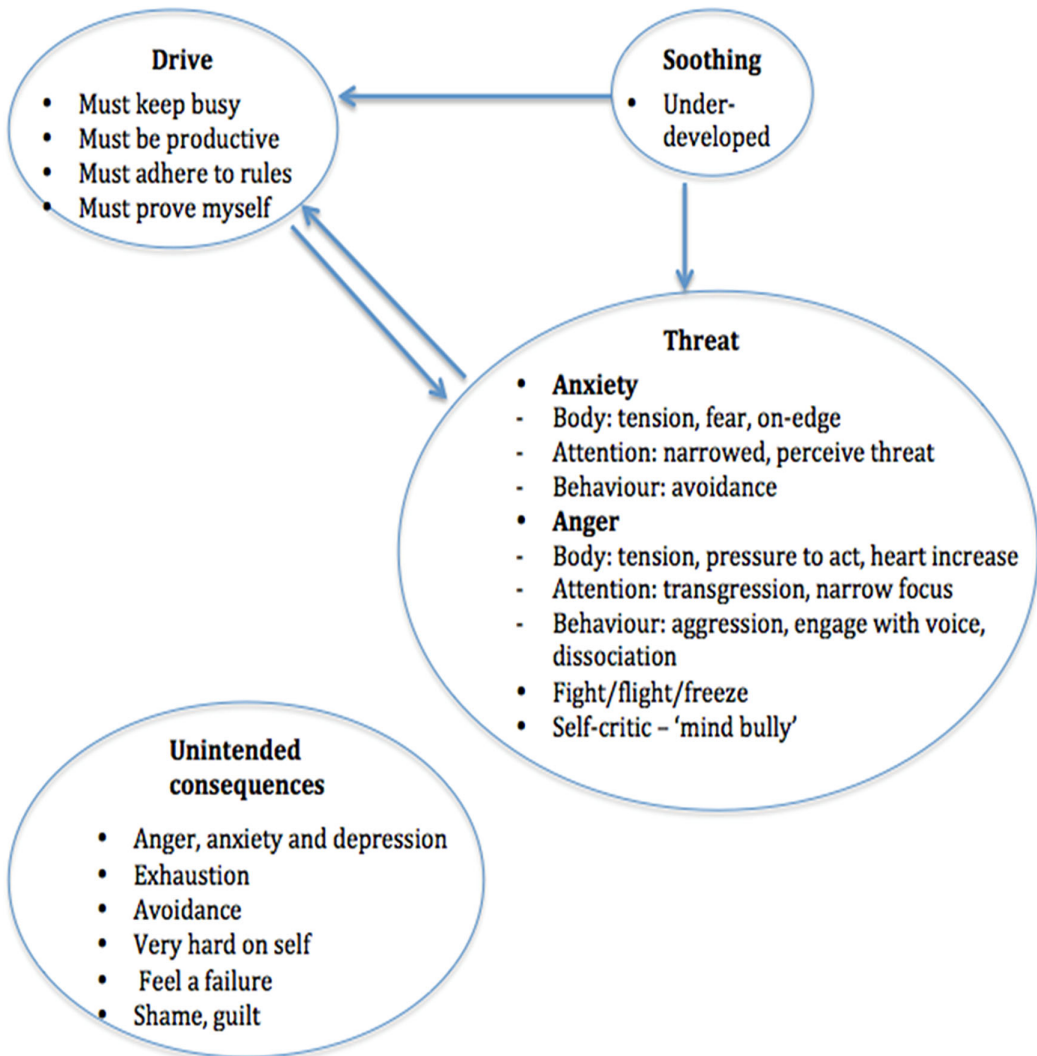 Drive
• Must keep busy
• Must be productive
• Must adhere to rules
• Must prove myself
Soothing
• Under-
developed
Threat
• Anxiety
- Body: tension, fear, on-edge
- Attention: narrowed, perceive threat
- Behaviour: avoidance
• Anger
- Body: tension, pressure to act, heart increase
- Attention: transgression, narrow focus
- Behaviour: aggression, engage with voice,
dissociation
• Fight/flight/freeze
• Self-critic – ‘mind bully’
Unintended
consequences
• Anger, anxiety and depression
• Exhaustion
• Avoidance
• Very hard on self
• Feel a failure
• Shame, guilt